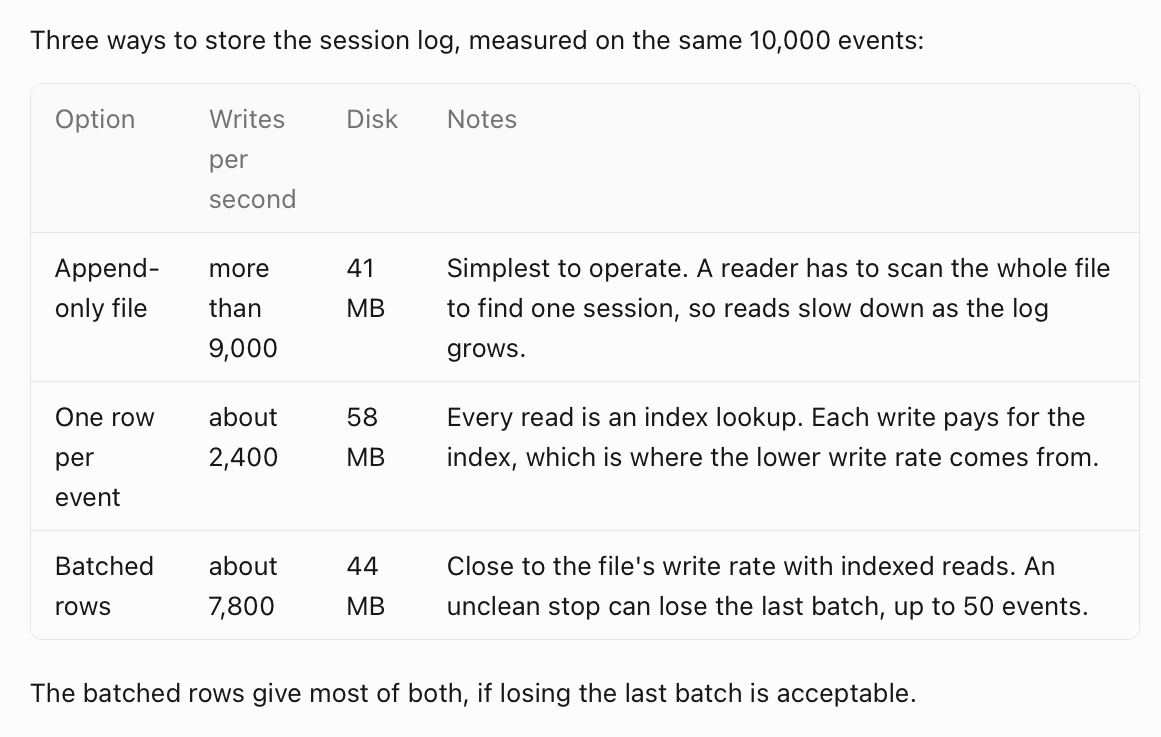 Three ways to store the session log, measured on the same 10,000 events:
Option
Writes
per
second
Disk
Notes
Append-
only file
more
than
9,000
41
MB
Simplest to operate. A reader has to scan the whole file
to find one session, so reads slow down as the log
grows.
One row
per
event
about
2,400
58
MB
Every read is an index lookup. Each write pays for the
index, which is where the lower write rate comes from.
Batched
rows
about
7,800
44
MB
Close to the file's write rate with indexed reads. An
unclean stop can lose the last batch, up to 50 events.
The batched rows give most of both, if losing the last batch is acceptable.